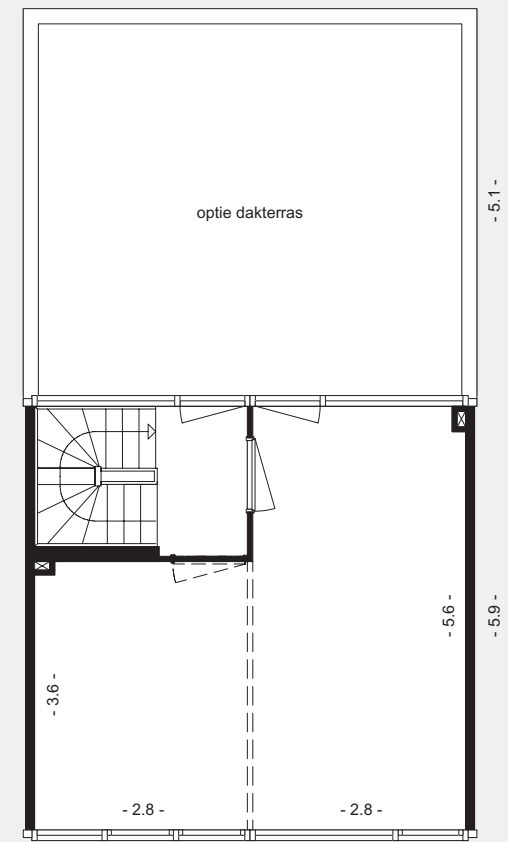 - 5.1 -
optie dakterras
- 5.6 -
- 5.9 -
- 3.6 -
- 2.8 -
- 2.8 -